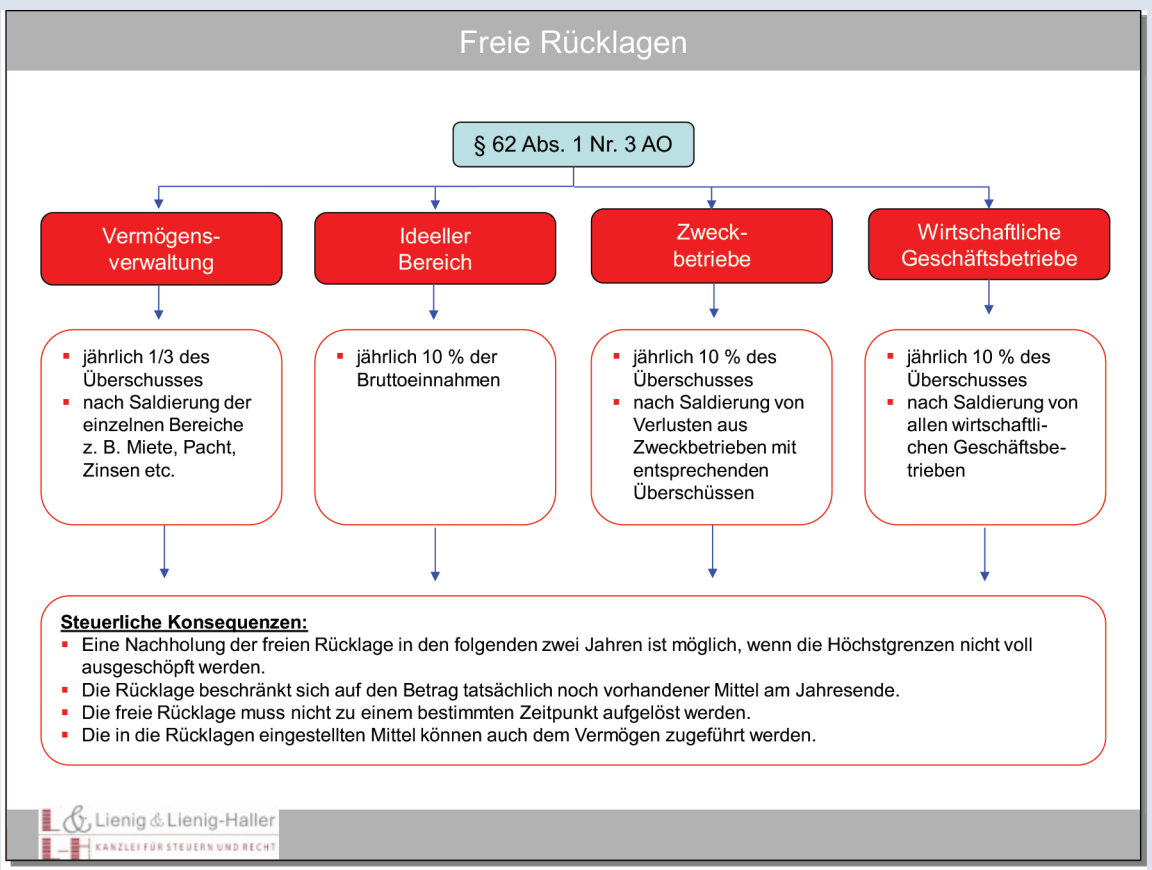 Freie Rücklagen
§ 62 Abs. 1 Nr. 3 AO
Vermögens-
verwaltung
Ideeller
Bereich
Zweck-
betriebe
Wirtschaftliche
Geschäftsbetriebe
▪ jährlich 1/3 des
Überschusses
▪ nach Saldierung der
einzelnen Bereiche
z. B. Miete, Pacht,
Zinsen etc.
▪ jährlich 10 % der
Bruttoeinnahmen
▪ jährlich 10 % des
Überschusses
▪ nach Saldierung von
Verlusten aus
Zweckbetrieben mit
entsprechenden
Überschüssen
▪ jährlich 10 % des
Überschusses
▪ nach Saldierung von
allen wirtschaftli-
chen Geschäftsbe-
trieben
Steuerliche Konsequenzen:
▪ Eine Nachholung der freien Rücklage in den folgenden zwei Jahren ist möglich, wenn die Höchstgrenzen nicht voll
ausgeschöpft werden.
▪ Die Rücklage beschränkt sich auf den Betrag tatsächlich noch vorhandener Mittel am Jahresende.
▪ Die freie Rücklage muss nicht zu einem bestimmten Zeitpunkt aufgelöst werden.
▪ Die in die Rücklagen eingestellten Mittel können auch dem Vermögen zugeführt werden.
L & Lienig & Lienig-Haller
L-H KANZLEI FÜR STEUERN UND RECHT